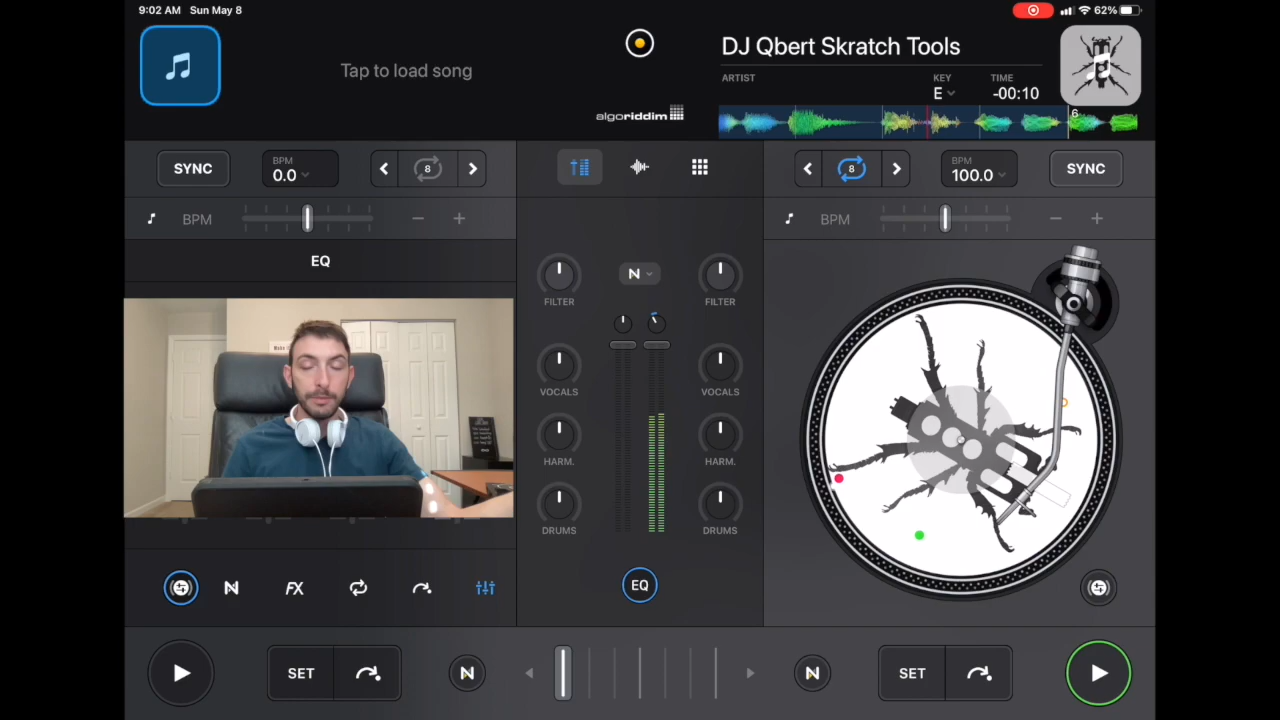 9:02 AM Sun May 8
62%
Tap to load song
algoriddim
DJ Qbert Skratch Tools
ARTIST
KEY
E
TIME
-00:10
6
SYNC
BPM
0.0
8
8
BPM
100.0
SYNC
BPM
BPM
EQ
FILTER
N
FILTER
VOCALS
VOCALS
HARM.
HARM.
DRUMS
DRUMS
N
FX
EQ
SET
N
N
SET